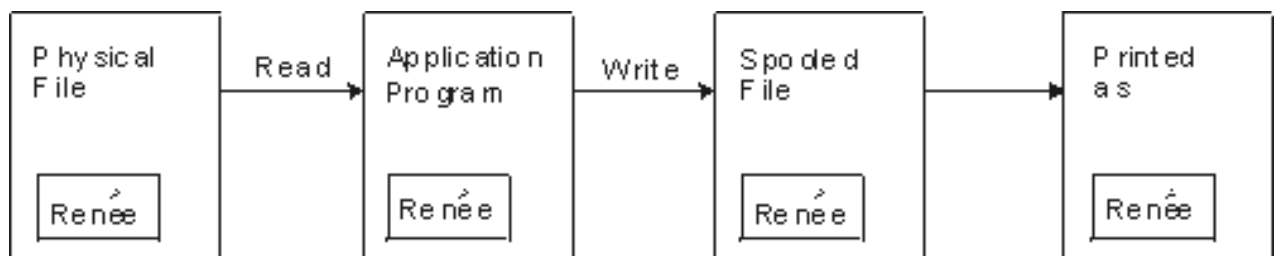 Physical
File
Read
Application
Program
Write
Spooled
File
Printed
as
Renée
Renée
Renée
Renée